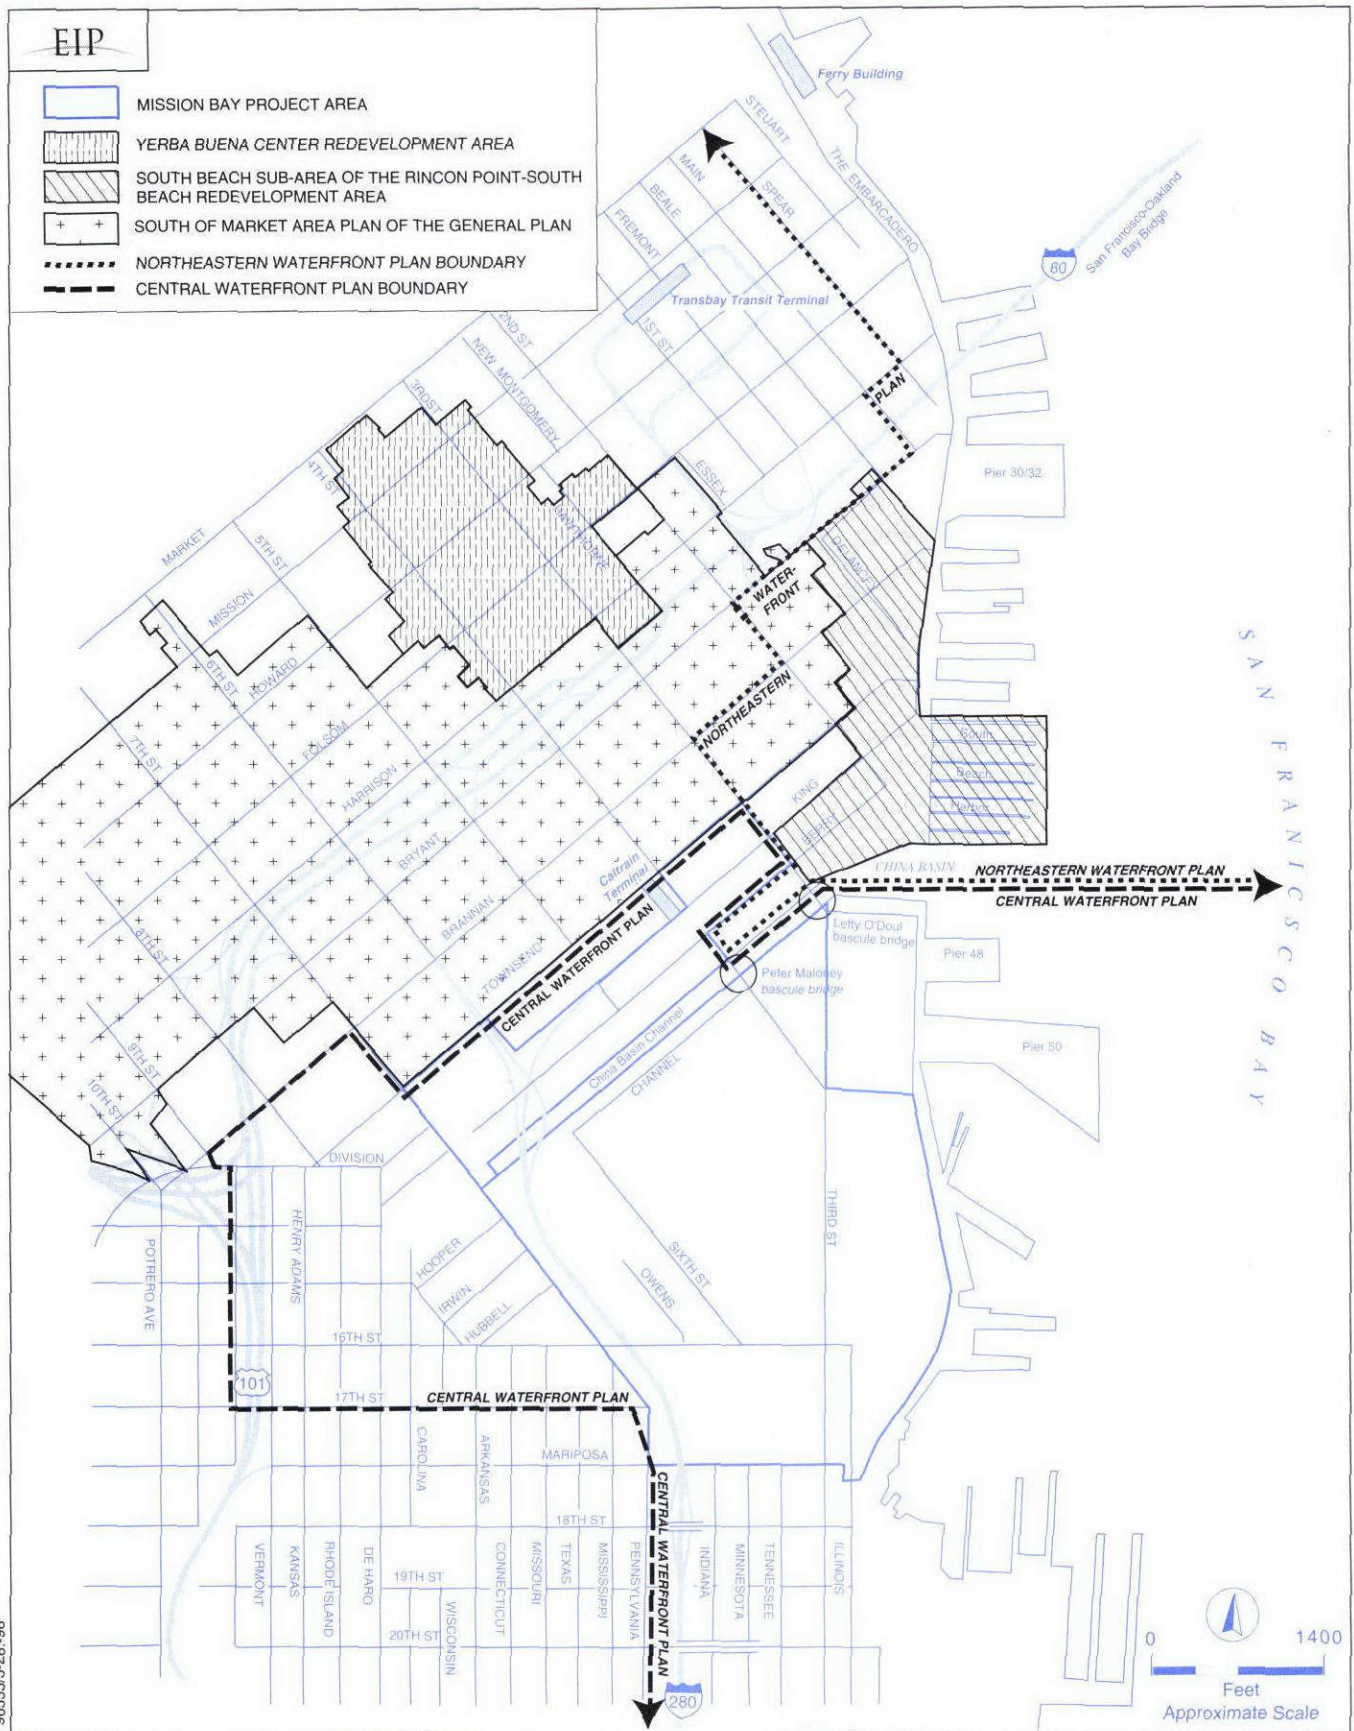 EIP
MISSION BAY PROJECT AREA
YERBA BUENA CENTER REDEVELOPMENT AREA
SOUTH BEACH SUB-AREA OF THE RINCON POINT-SOUTH
BEACH REDEVELOPMENT AREA
SOUTH OF MARKET AREA PLAN OF THE GENERAL PLAN
NORTHEASTERN WATERFRONT PLAN BOUNDARY
CENTRAL WATERFRONT PLAN BOUNDARY
Ferry Building
STEUART
THE EMBARCADERO
MAIN
SPEAR
BEALE
FREMONT
San Francisco-Oakland
Bay Bridge
80
Transbay Transit Terminal
1ST ST
2ND ST
NEW MONTGOMERY
3RD ST
PLAN
4TH ST
ESSEX
Pier 30/32
HAWTHORNE
MARKET
5TH ST
DELANCEY
MISSION
WATER-
FRONT
6TH ST
HOWARD
NORTHEASTERN
7TH ST
FOLSOM
HARRISON
South
Beach
Harbor
KING
BERRY
BRYANT
CHINA BASIN
NORTHEASTERN WATERFRONT PLAN
CENTRAL WATERFRONT PLAN
Caltrain
Terminal
BRANNAN
8TH ST
TOWNSEND
CENTRAL WATERFRONT PLAN
Lefty O'Doul
bascule bridge
Pier 48
Peter Maloney
bascule bridge
SAN FRANICSCO BAY
9TH ST
10TH ST
China Basin Channel
CHANNEL
Pier 50
DIVISION
POTRERO AVE
HENRY ADAMS
HOOPER
IRWIN
HUBBELL
SIXTH ST
OWENS
THIRD ST
16TH ST
101
17TH ST
CENTRAL WATERFRONT PLAN
CAROLINA
ARKANSAS
MARIPOSA
18TH ST
CENTRAL WATERFRONT PLAN
VERMONT
KANSAS
RHODE ISLAND
DE HARO
19TH ST
20TH ST
WISCONSIN
CONNECTICUT
MISSOURI
TEXAS
MISSISSIPPI
PENNSYLVANIA
INDIANA
MINNESOTA
TENNESSEE
ILLINOIS
280
0 1400
Feet
Approximate Scale